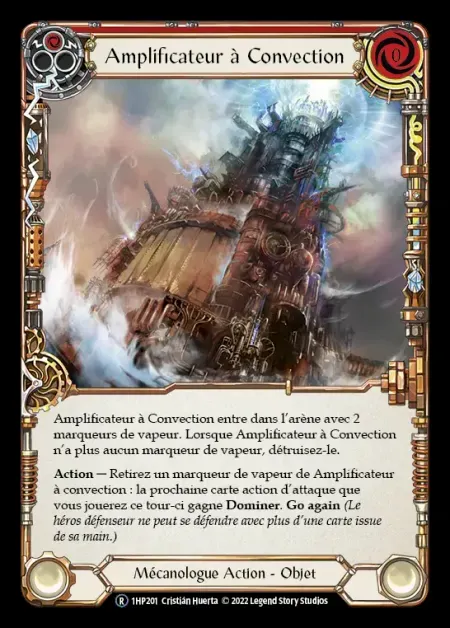 Amplificateur à Convection
0
Amplificateur à Convection entre dans l'arène avec 2
marqueurs de vapeur. Lorsque Amplificateur à Convection
n'a plus aucun marqueur de vapeur, détruisez-le.
Action — Retirez un marqueur de vapeur de Amplificateur
à convection : la prochaine carte action d'attaque que
vous jouerez ce tour-ci gagne Dominer. Go again (Le
héros défenseur ne peut se défendre avec plus d'une carte issue
de sa main.)
Mécanologue Action - Objet
R 1HP201 Cristián Huerta © 2022 Legend Story Studios